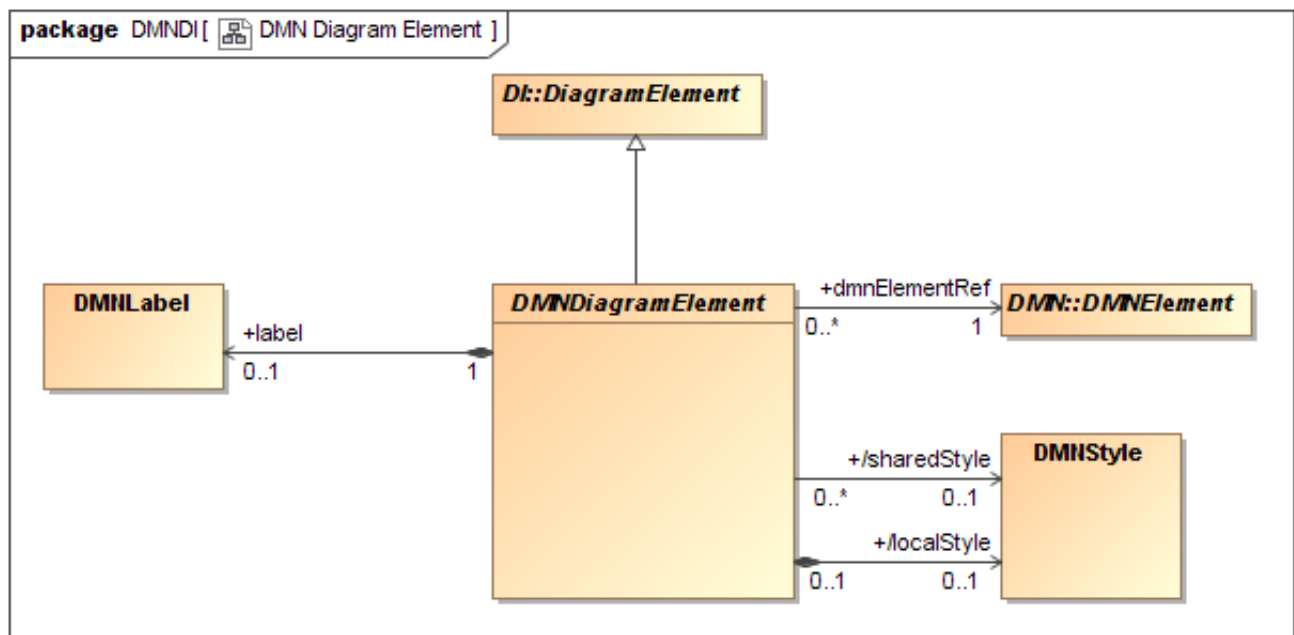 package DMNDI [ DMN Diagram Element ]
DI::DiagramElement
DMNLabel
+label
0..1
1
DMNDiagramElement
+dmnElementRef
0..*
1
DMN::DMNElement
+/sharedStyle
0..*
0..1
DMNStyle
+/localStyle
0..1
0..1